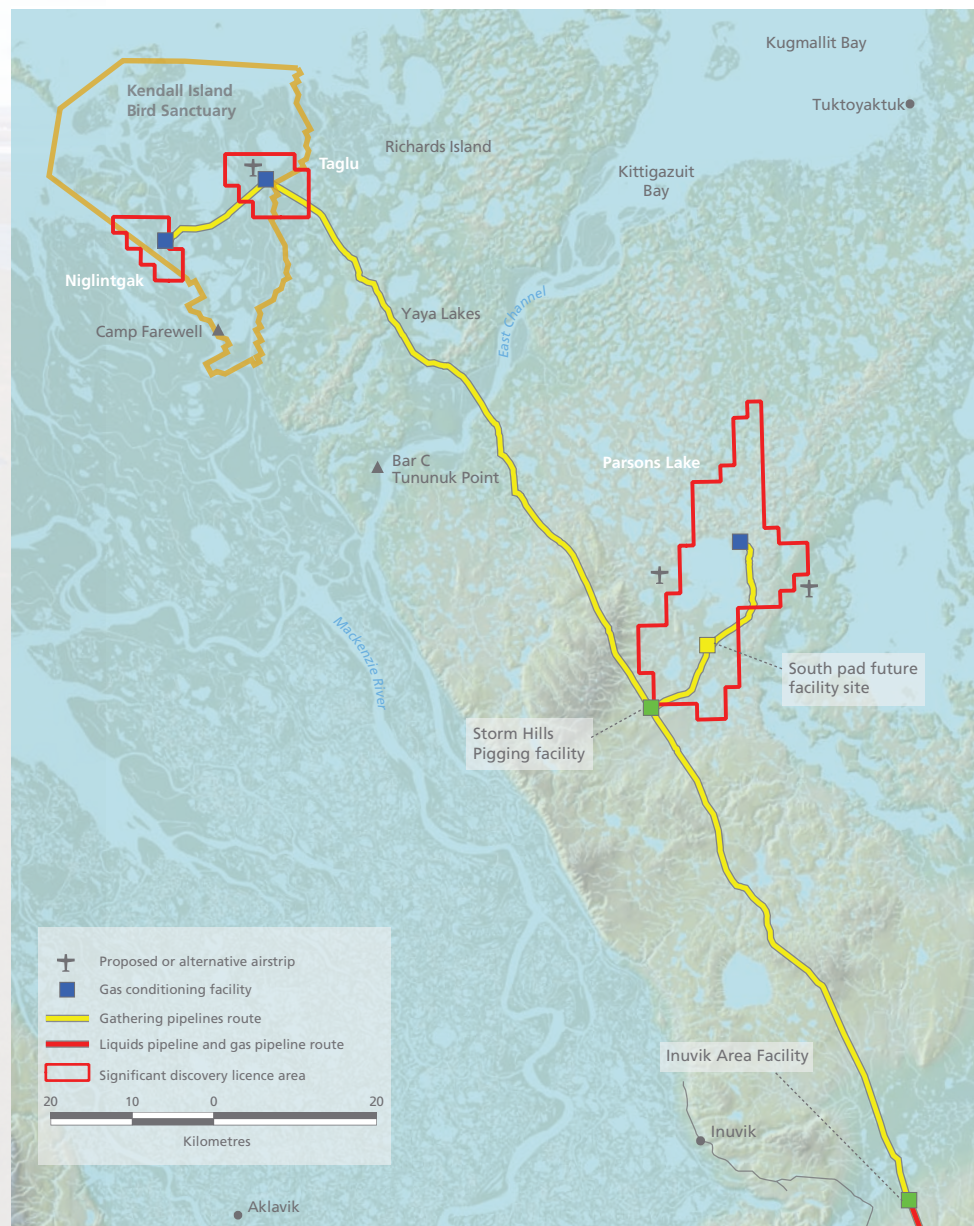 Kugmallit Bay
Kendall Island
Bird Sanctuary
Tuktoyaktuk
Richards Island
Taglu
Kittigazuit
Bay
Niglintgak
Yaya Lakes
East Channel
Camp Farewell
Bar C
Tununuk Point
Parsons Lake
Mackenzie River
South pad future
facility site
Storm Hills
Pigging facility
Proposed or alternative airstrip
Gas conditioning facility
Gathering pipelines route
Liquids pipeline and gas pipeline route
Significant discovery licence area
20 10 0 20
Kilometres
Inuvik Area Facility
Inuvik
Aklavik